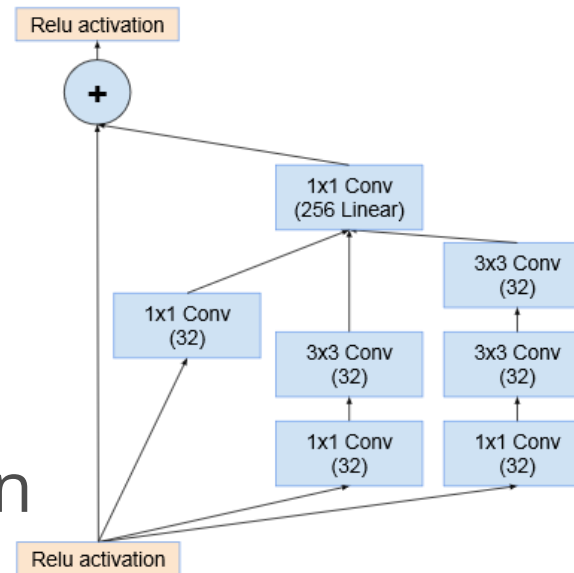 Relu activation
+
1x1 Conv
(256 Linear)
3x3 Conv
(32)
1x1 Conv
(32)
3x3 Conv
(32)
3x3 Conv
(32)
1x1 Conv
(32)
1x1 Conv
(32)
n
Relu activation